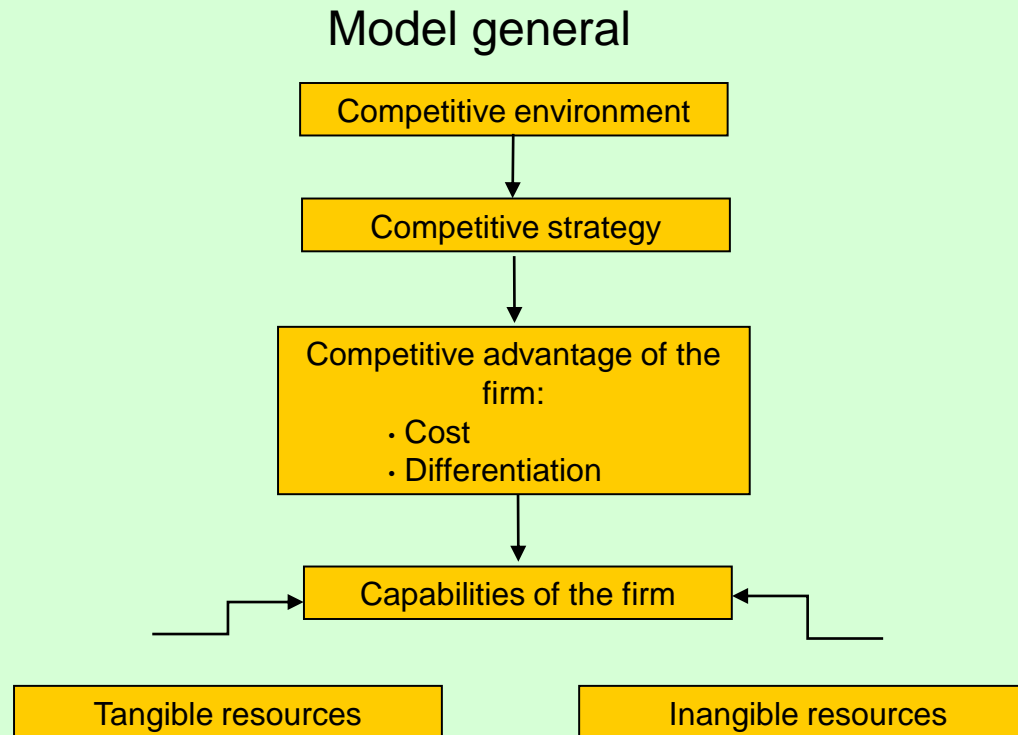 Model general
Competitive environment
Competitive strategy
Competitive advantage of the
firm:
· Cost
· Differentiation
Capabilities of the firm
Tangible resources
Inangible resources